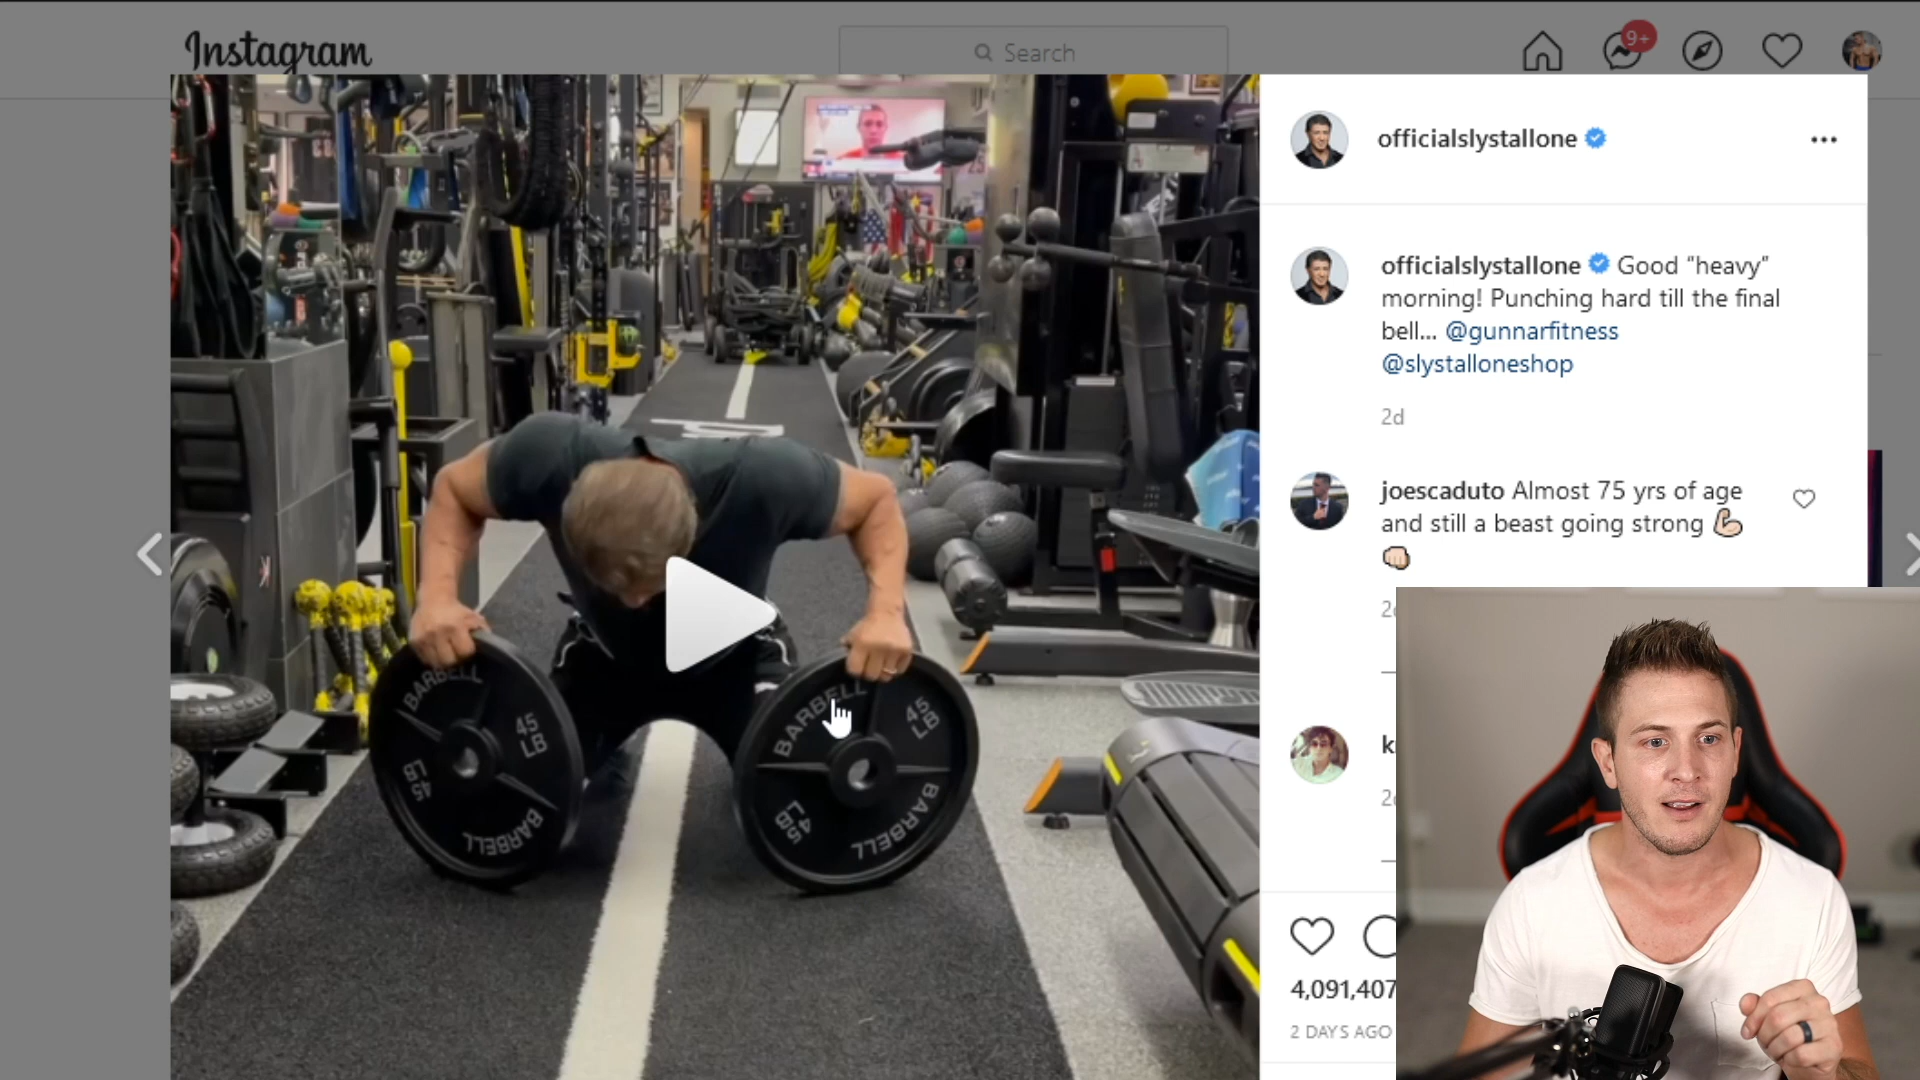 Instagram
Search
9+
officialslystallone
officialslystallone Good “heavy”
morning! Punching hard till the final
bell... @gunnarfitness
@slystalloneshop
2d
joescaduto Almost 75 yrs of age
and still a beast going strong 💪🏻
👊🏻
4,091,407
2 DAYS AGO
BARBELL
45
LB
45
LB
BARBELL
BARBELL
45
LB
45
LB
BARBELL